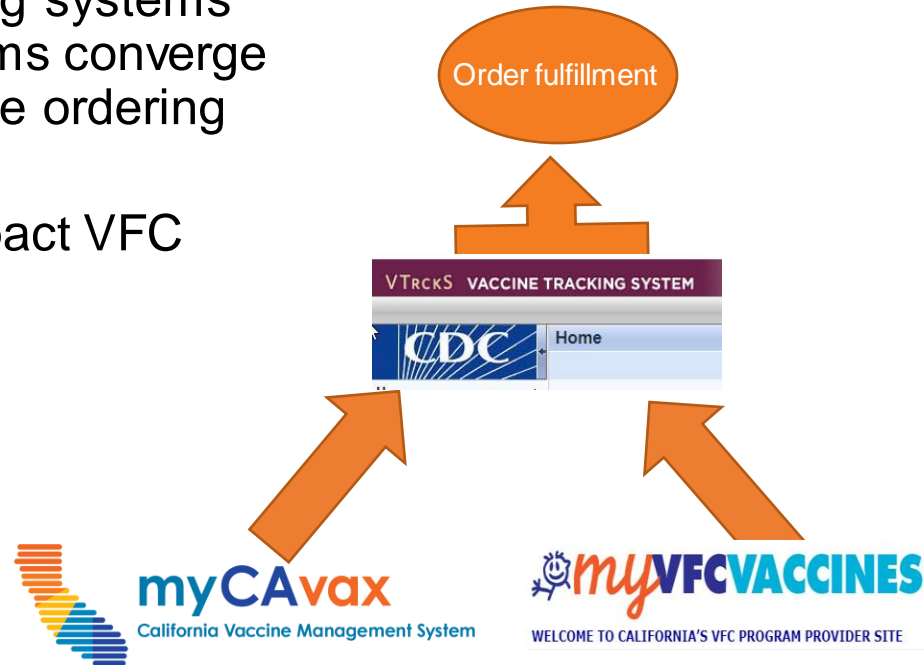 systems
ms converge
e ordering
act VFC
Order fulfillment
VTRCKS VACCINE TRACKING SYSTEM
CDC
Home
myCAvax
California Vaccine Management System
myVFCVACCINES
WELCOME TO CALIFORNIA'S VFC PROGRAM PROVIDER SITE